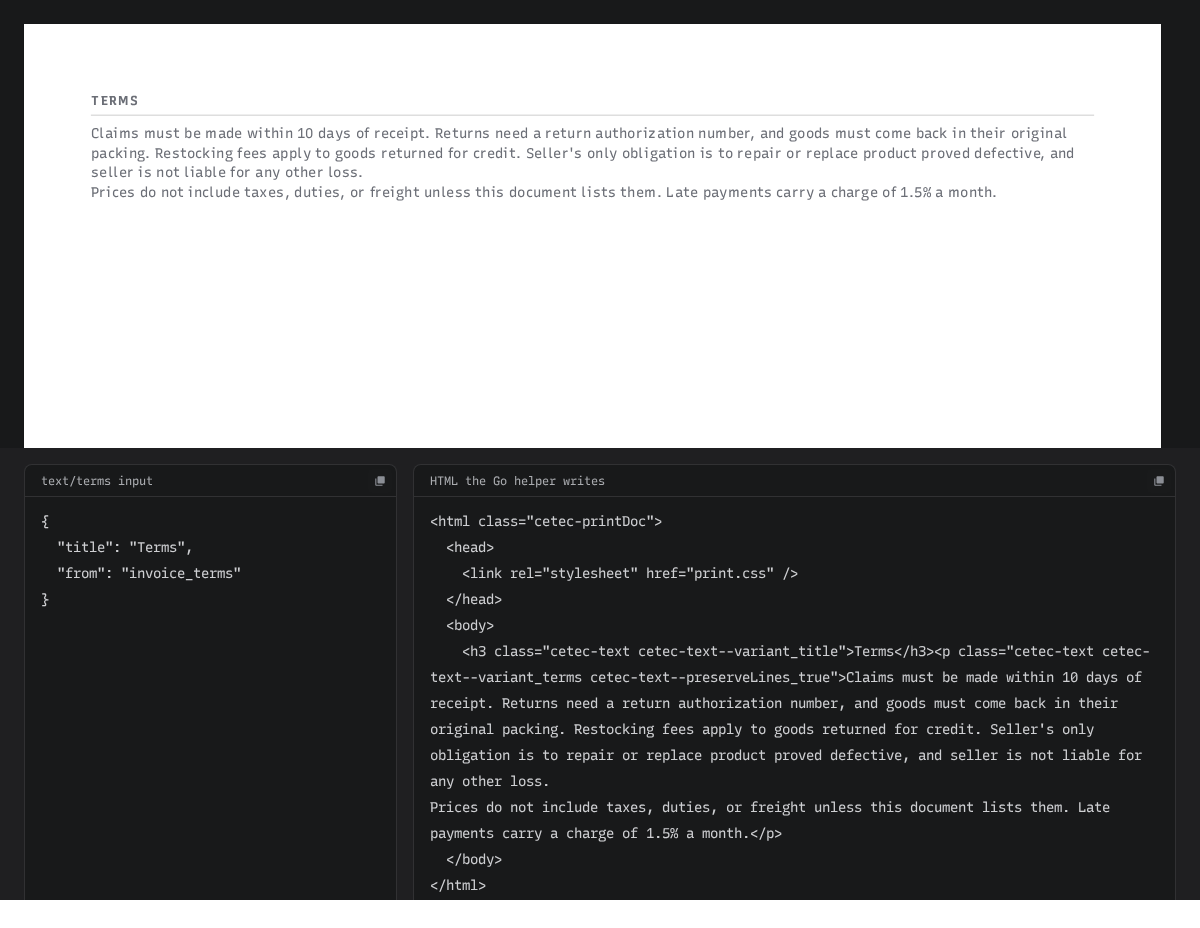 TERMS
Claims must be made within 10 days of receipt. Returns need a return authorization number, and goods must come back in their original
packing. Restocking fees apply to goods returned for credit. Seller's only obligation is to repair or replace product proved defective, and
seller is not liable for any other loss.
Prices do not include taxes, duties, or freight unless this document lists them. Late payments carry a charge of 1.5% a month.
text/terms input
{
  "title": "Terms",
  "from": "invoice_terms"
}
HTML the Go helper writes
<html class="cetec-printDoc">
  <head>
    <link rel="stylesheet" href="print.css" />
  </head>
  <body>
    <h3 class="cetec-text cetec-text--variant_title">Terms</h3><p class="cetec-text cetec-
text--variant_terms cetec-text--preserveLines_true">Claims must be made within 10 days of
receipt. Returns need a return authorization number, and goods must come back in their
original packing. Restocking fees apply to goods returned for credit. Seller's only
obligation is to repair or replace product proved defective, and seller is not liable for
any other loss.
Prices do not include taxes, duties, or freight unless this document lists them. Late
payments carry a charge of 1.5% a month.</p>
  </body>
</html>